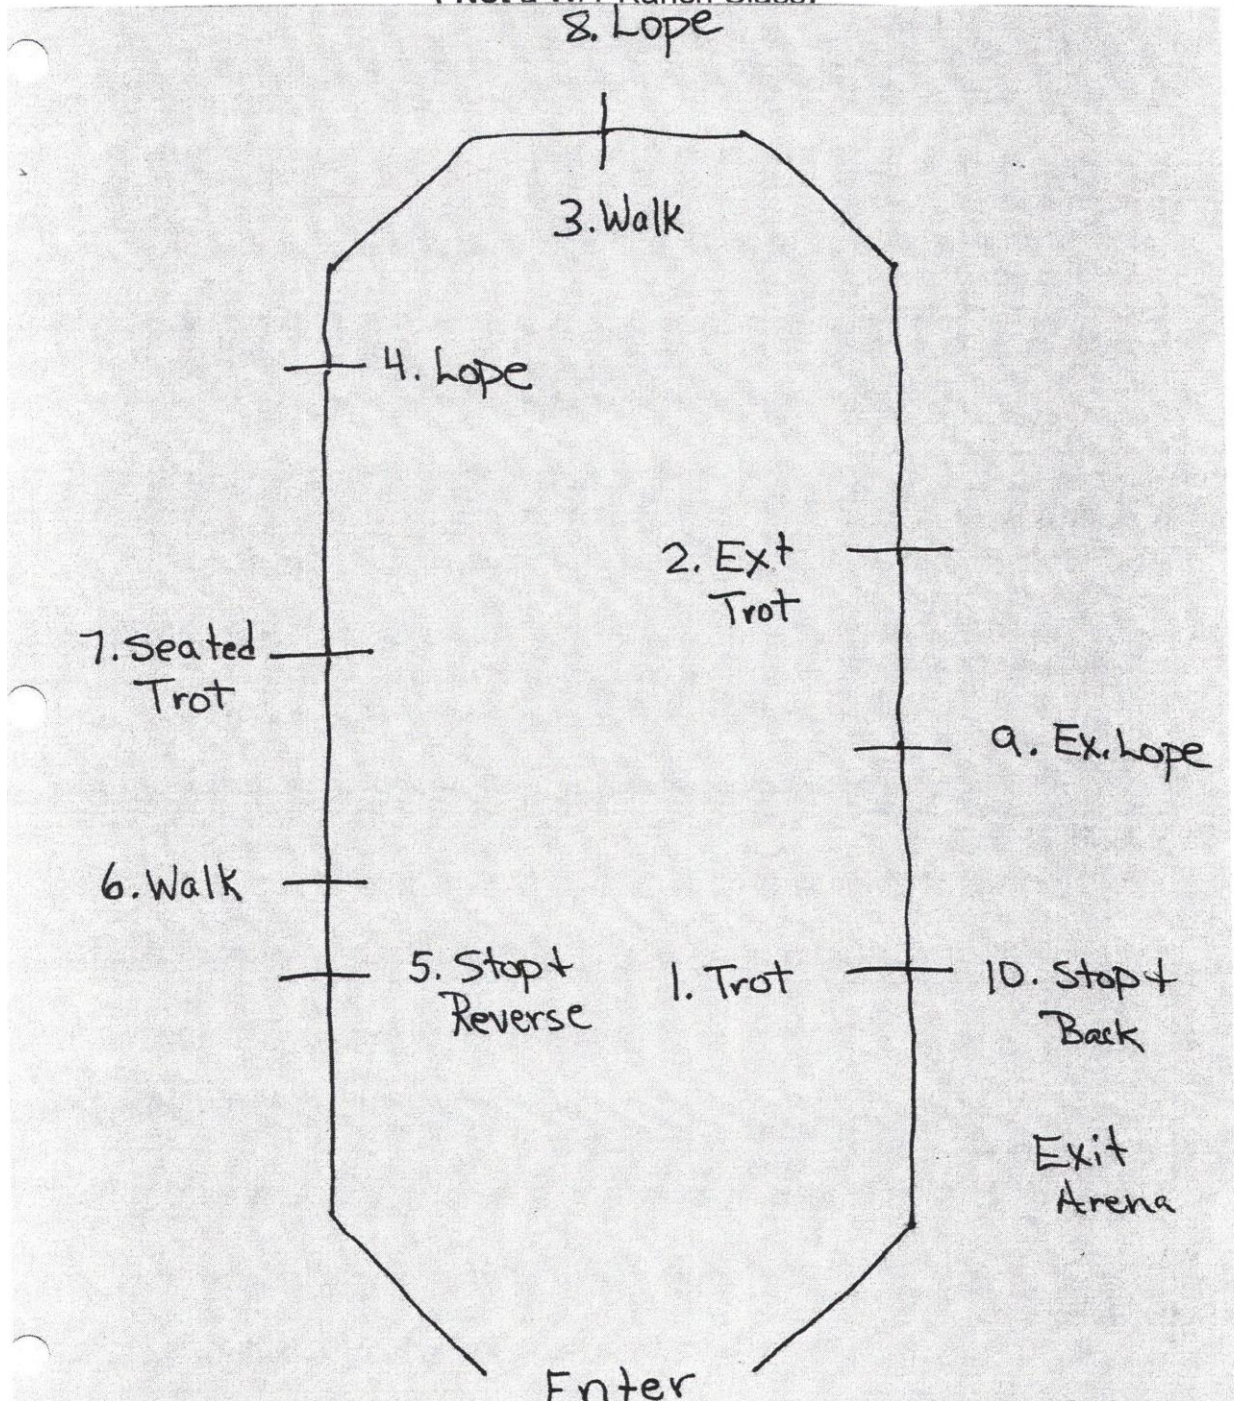 8. Lope
3. Walk
4. Lope
2. Ext
Trot
7. Seated
Trot
9. Ex. Lope
6. Walk
5. Stop +
Reverse
1. Trot
10. Stop +
Back
Exit
Arena
Enter